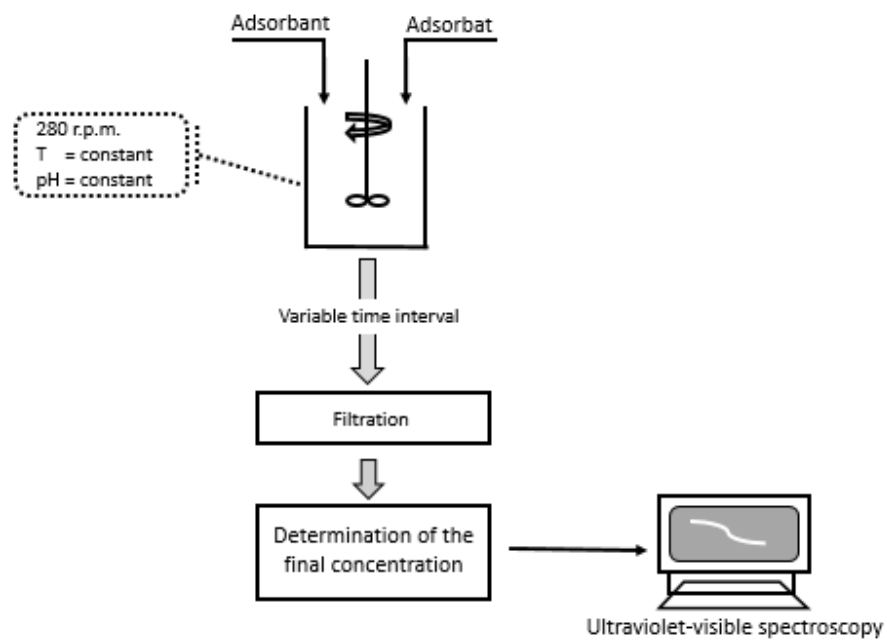 Adsorbant
Adsorbat
280 r.p.m.
T = constant
pH = constant
Variable time interval
Filtration
Determination of the
final concentration
Ultraviolet-visible spectroscopy